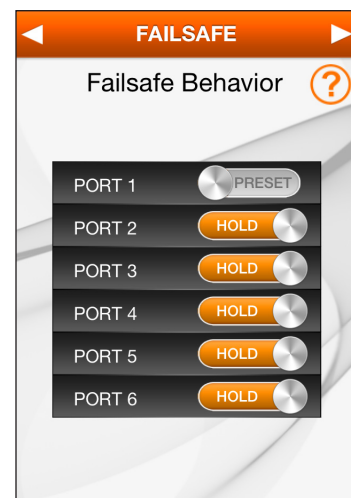 FAILSAFE
Failsafe Behavior ?
PORT 1 PRESET
PORT 2 HOLD
PORT 3 HOLD
PORT 4 HOLD
PORT 5 HOLD
PORT 6 HOLD